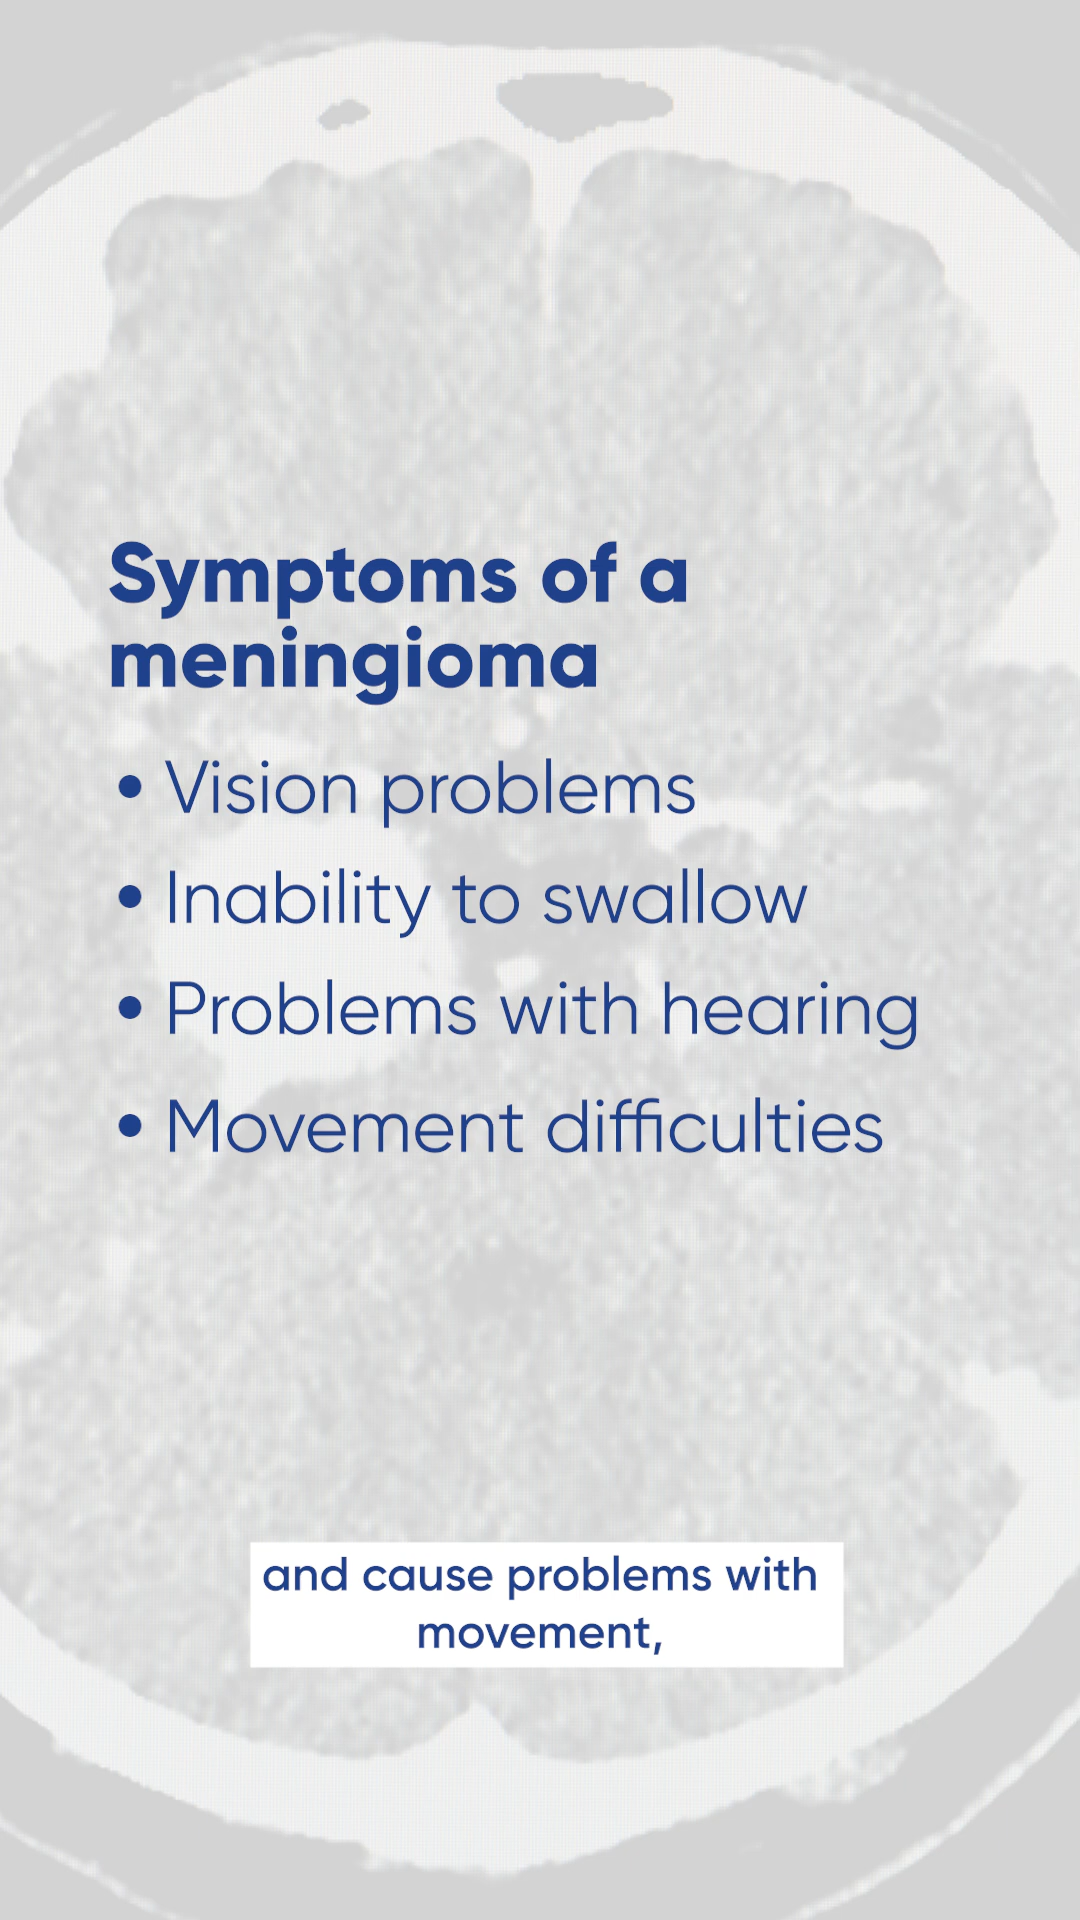 Symptoms of a
meningioma
• Vision problems
• Inability to swallow
• Problems with hearing
• Movement difficulties
and cause problems with
movement,